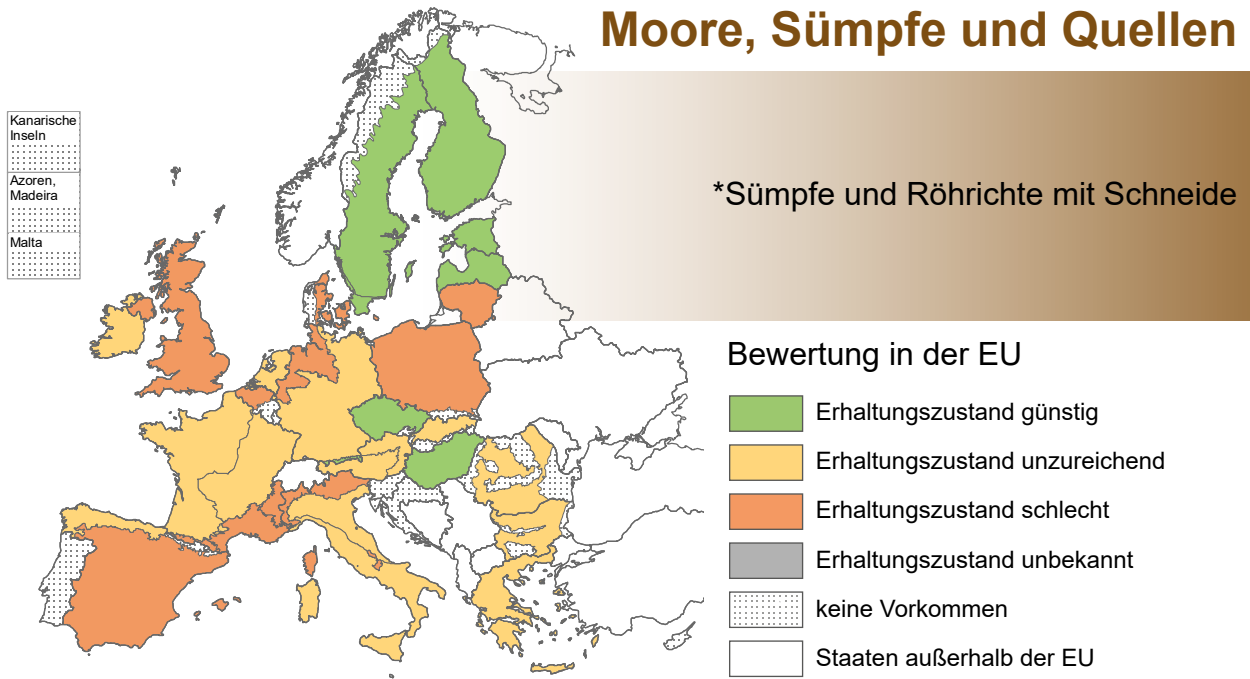 Moore, Sümpfe und Quellen
Kanarische
Inseln
Azoren,
Madeira
Malta
*Sümpfe und Röhrichte mit Schneide
Bewertung in der EU
Erhaltungszustand günstig
Erhaltungszustand unzureichend
Erhaltungszustand schlecht
Erhaltungszustand unbekannt
keine Vorkommen
Staaten außerhalb der EU